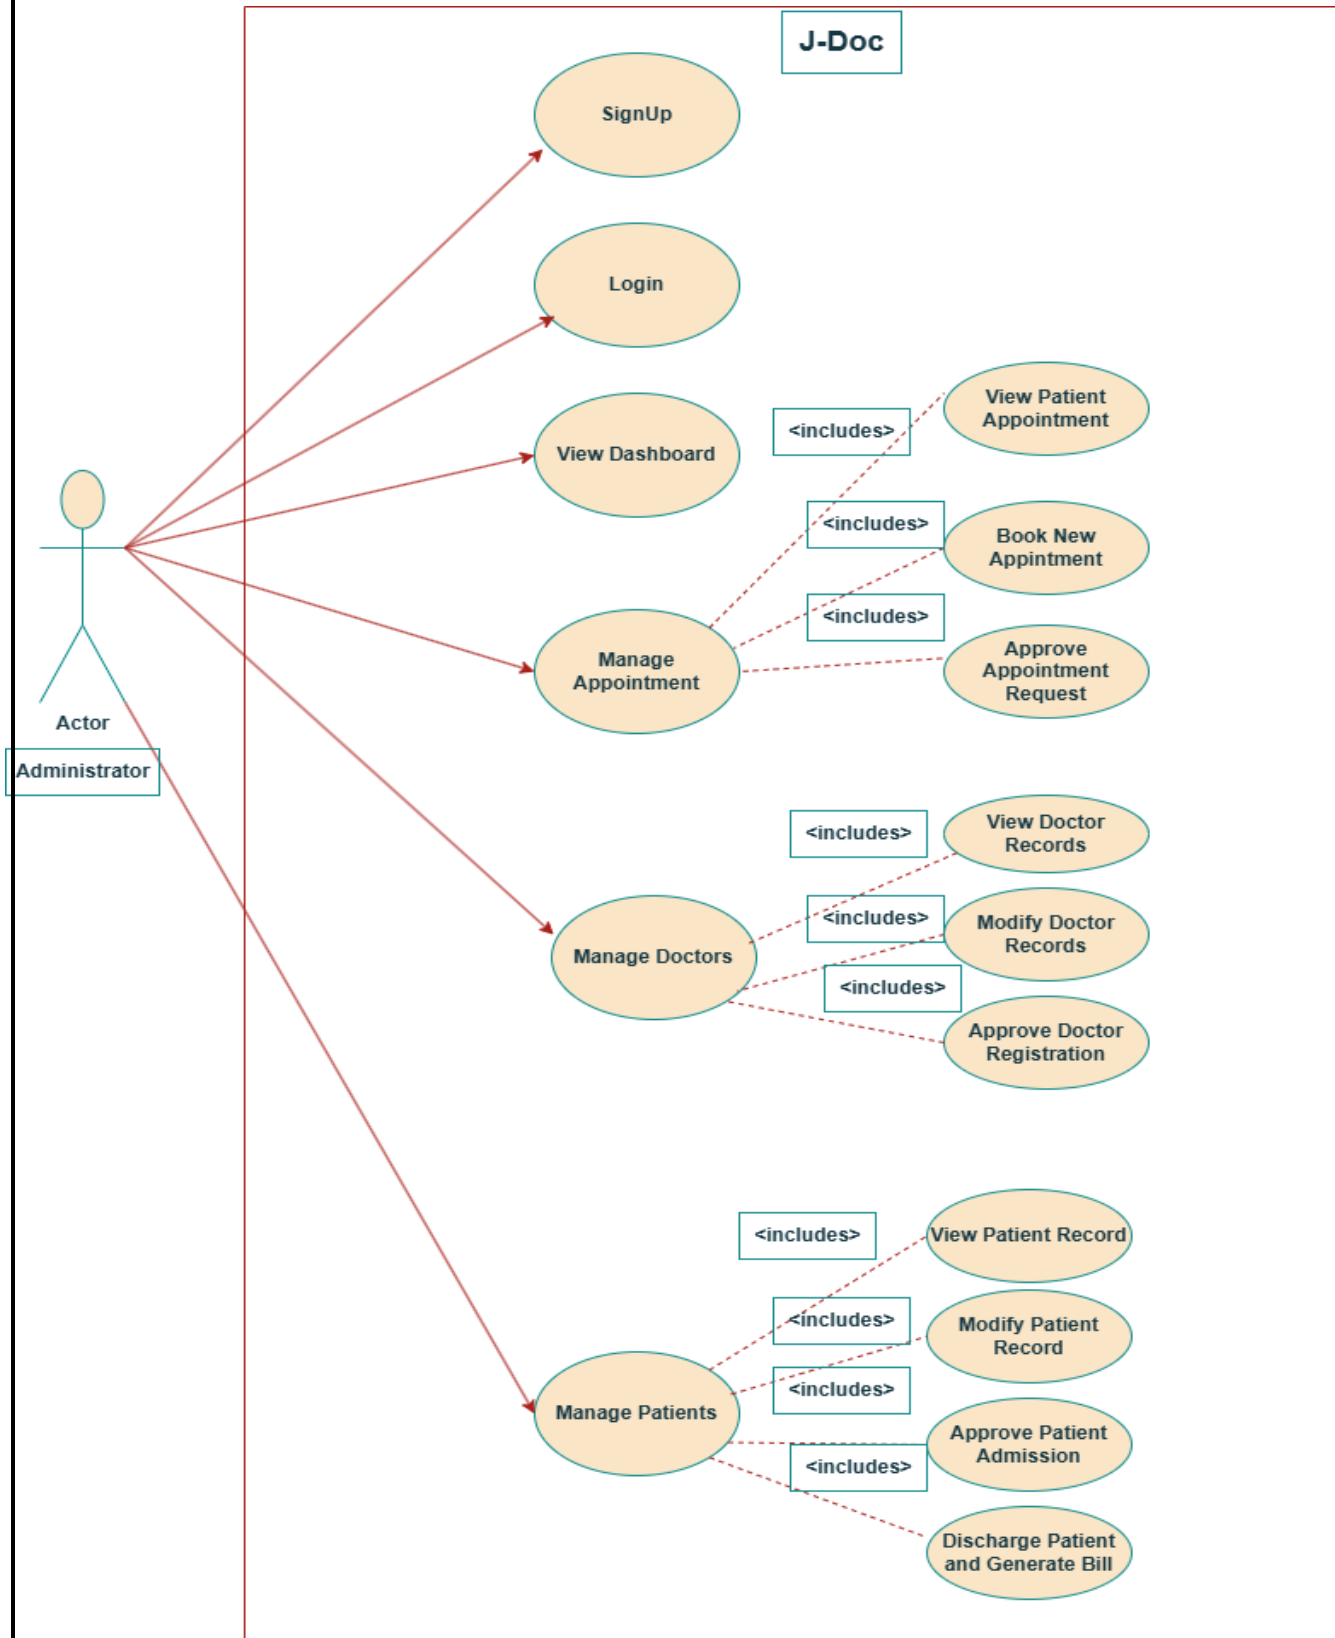 J-Doc
SignUp
Login
View Dashboard
View Patient
Appointment
<includes>
<includes>
Book New
Appintment
<includes>
Manage
Appointment
Approve
Appointment
Request
Actor
Administrator
<includes>
View Doctor
Records
<includes>
Modify Doctor
Records
Manage Doctors
<includes>
Approve Doctor
Registration
<includes>
View Patient Record
<includes>
Modify Patient
Record
<includes>
Manage Patients
Approve Patient
Admission
<includes>
Discharge Patient
and Generate Bill